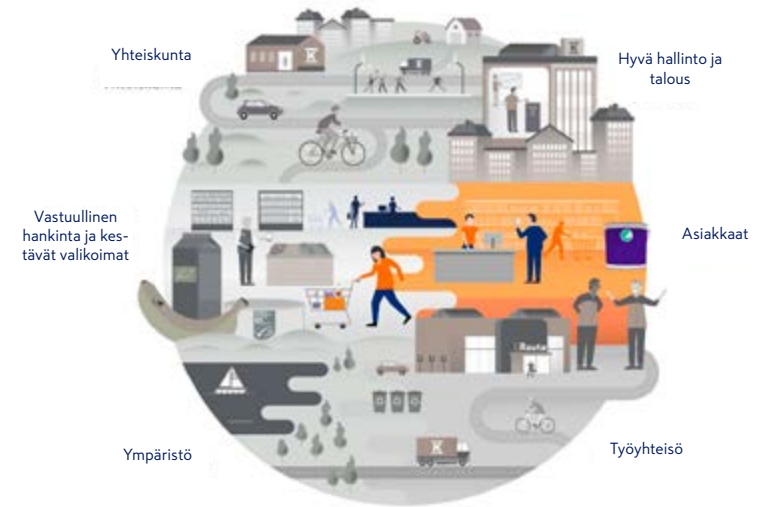 Yhteiskunta
Hyvä hallinto ja
talous
Vastuullinen
hankinta ja kes-
tävät valikoimat
Asiakkaat
K
K
K
Rauta
K
Ympäristö
Työyhteisö